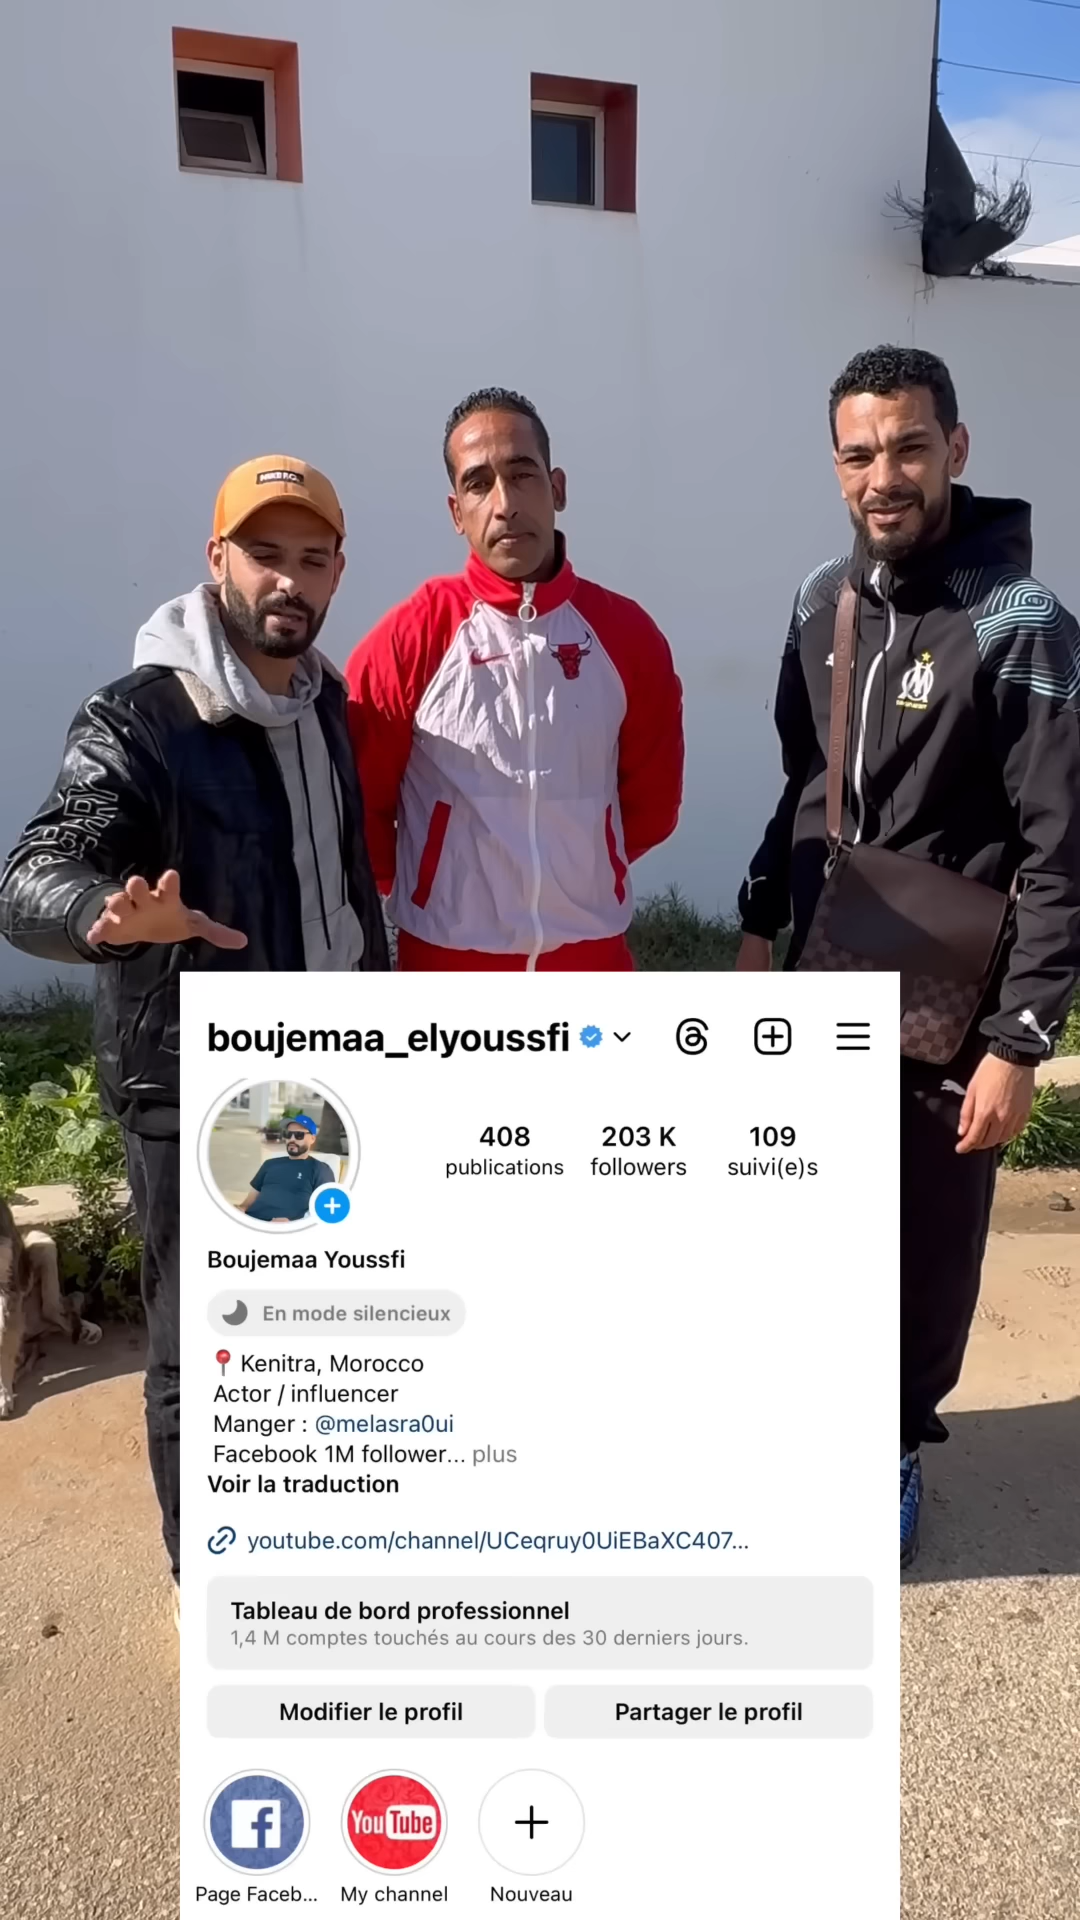 NIKE F.C.
boujemaa_elyoussfi
408
publications
203 K
followers
109
suivi(e)s
Boujemaa Youssfi
En mode silencieux
📍 Kenitra, Morocco
Actor / influencer
Manger : @melasra0ui
Facebook 1M follower... plus
Voir la traduction
youtube.com/channel/UCeqruy0UiEBaXC407...
Tableau de bord professionnel
1,4 M comptes touchés au cours des 30 derniers jours.
Modifier le profil
Partager le profil
YouTube
Page Faceb...
My channel
Nouveau